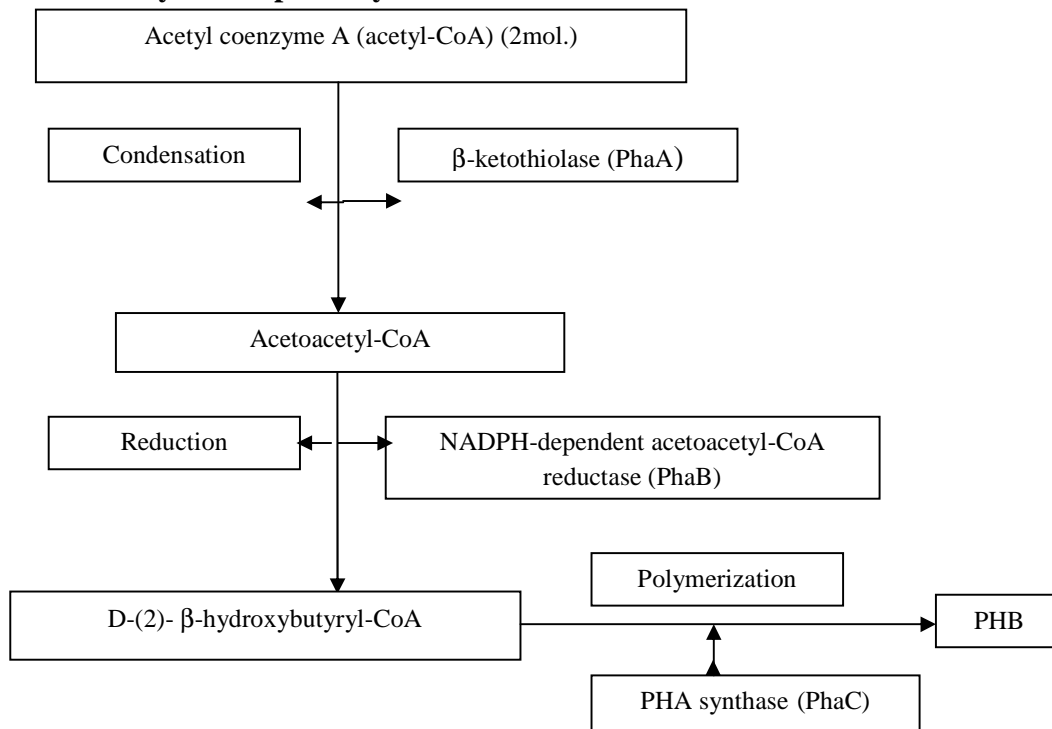 Acetyl coenzyme A (acetyl-CoA) (2mol.)
Condensation
β-ketothiolase (PhaA)
Acetoacetyl-CoA
Reduction
NADPH-dependent acetoacetyl-CoA
reductase (PhaB)
Polymerization
D-(2)- β-hydroxybutyryl-CoA
PHB
PHA synthase (PhaC)